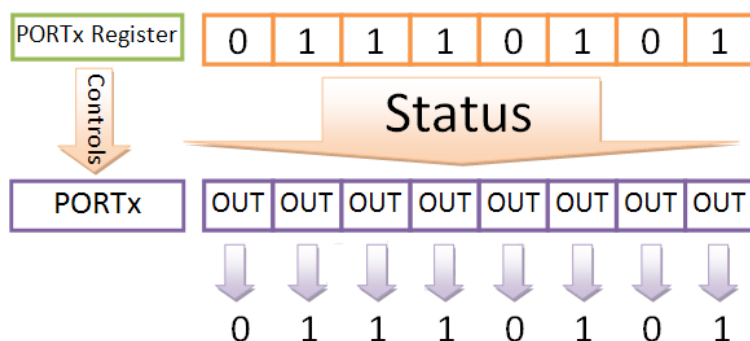 PORTx Register 0 1 1 1 0 1 0 1
Controls
Status
PORTx OUT OUT OUT OUT OUT OUT OUT OUT
0 1 1 1 0 1 0 1